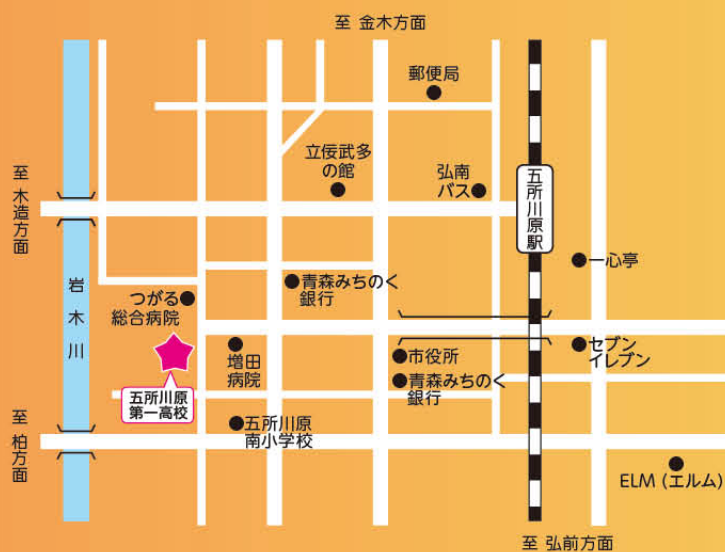 至 金木方面
郵便局
立佞武多
の館
弘南
バス
至 木造方面
五所川原駅
一心亭
岩木川
つがる
総合病院
青森みちのく
銀行
増田
病院
市役所
青森みちのく
銀行
セブン
イレブン
五所川原
第一高校
五所川原
南小学校
至 柏方面
ELM (エルム)
至 弘前方面